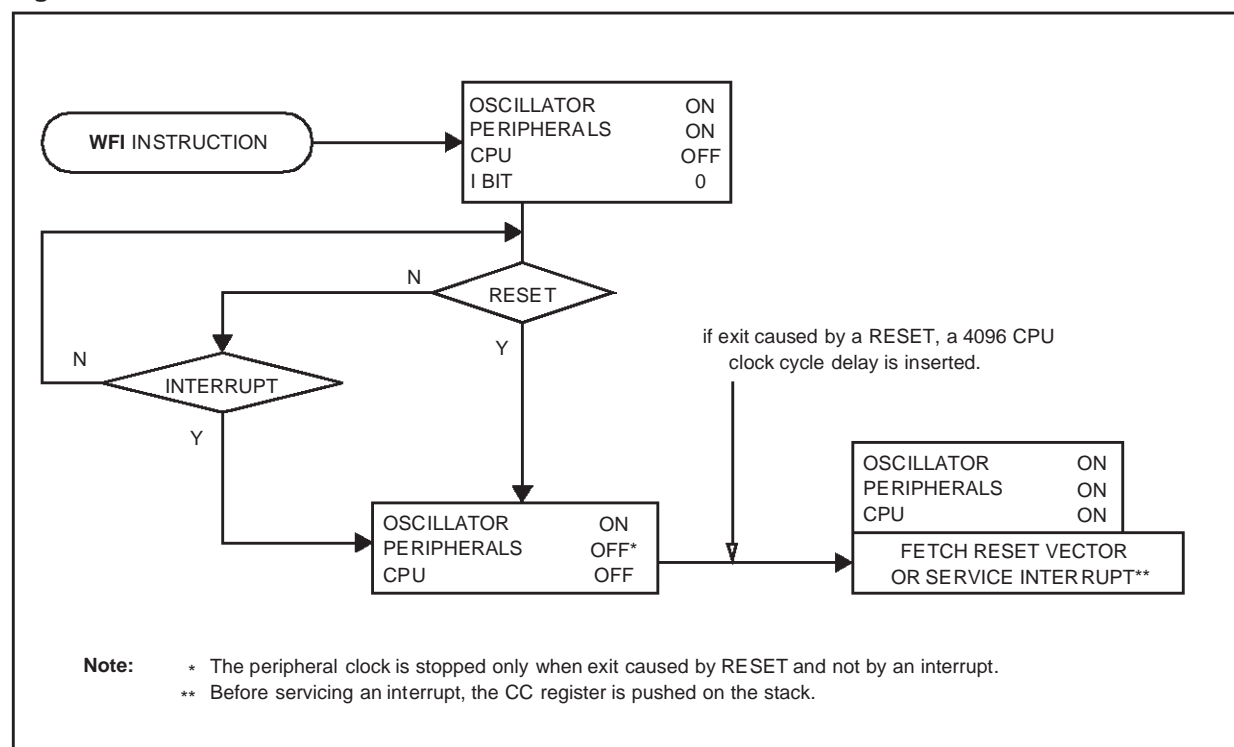 WFI INSTRUCTION
OSCILLATOR ON
PERIPHERALS ON
CPU OFF
I BIT 0
N
RESET
Y
if exit caused by a RESET, a 4096 CPU
clock cycle delay is inserted.
N
INTERRUPT
Y
OSCILLATOR ON
PERIPHERALS OFF*
CPU OFF
OSCILLATOR ON
PERIPHERALS ON
CPU ON
FETCH RESET VECTOR
OR SERVICE INTERRUPT**
Note: * The peripheral clock is stopped only when exit caused by RESET and not by an interrupt.
** Before servicing an interrupt, the CC register is pushed on the stack.